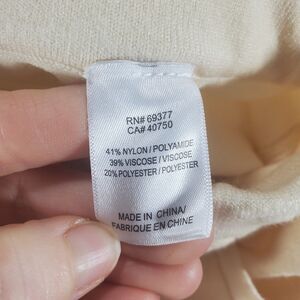 RN# 69377
CA# 40750
41% NYLON / POLYAMIDE
39% VISCOSE / VISCOSE
20% POLYESTER / POLYESTER
MADE IN CHINA/
FABRIQUE EN CHINE